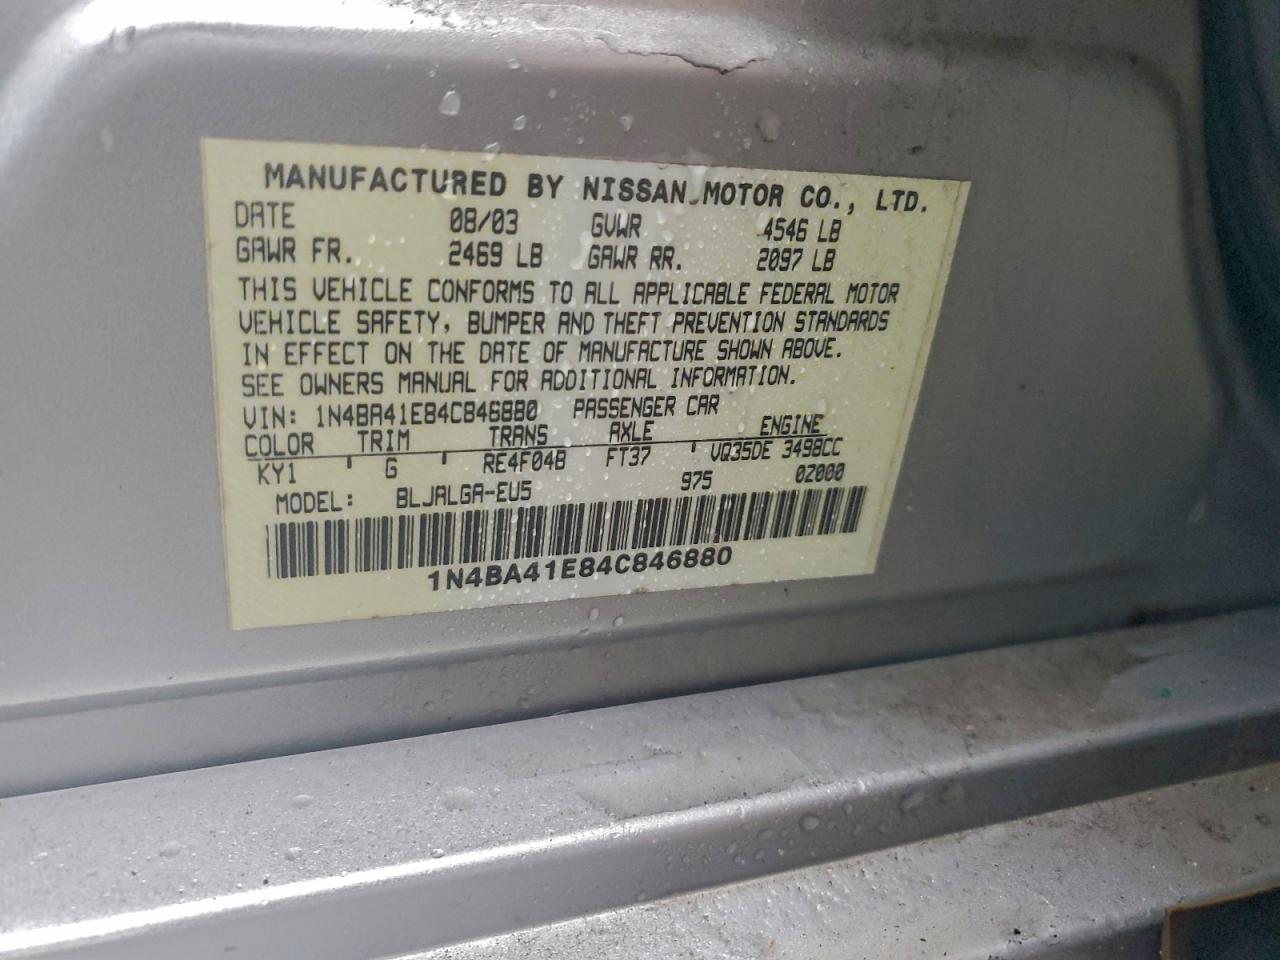 MANUFACTURED BY NISSAN MOTOR CO., LTD.
DATE 08/03 GVWR 4546 LB
GAWR FR. 2469 LB GAWR RR. 2097 LB
THIS VEHICLE CONFORMS TO ALL APPLICABLE FEDERAL MOTOR
VEHICLE SAFETY, BUMPER AND THEFT PREVENTION STANDARDS
IN EFFECT ON THE DATE OF MANUFACTURE SHOWN ABOVE.
SEE OWNERS MANUAL FOR ADDITIONAL INFORMATION.
VIN: 1N4BA41E84C846880 PASSENGER CAR
COLOR TRIM TRANS AXLE ENGINE
KY1 ' G ' RE4F04B FT37 ' VQ35DE 3498CC
MODEL: BLJALGA-EU5 975 0Z000
1N4BA41E84C846880